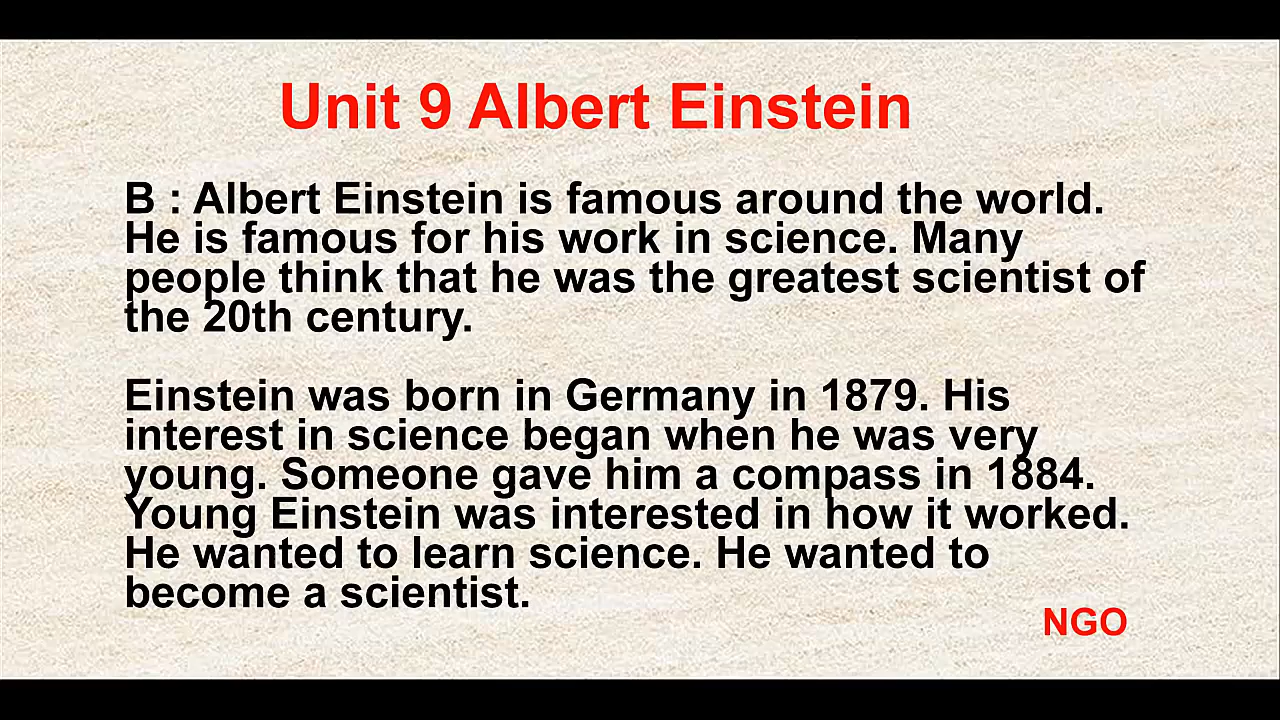 Unit 9 Albert Einstein
B : Albert Einstein is famous around the world.
He is famous for his work in science. Many
people think that he was the greatest scientist of
the 20th century.
Einstein was born in Germany in 1879. His
interest in science began when he was very
young. Someone gave him a compass in 1884.
Young Einstein was interested in how it worked.
He wanted to learn science. He wanted to
become a scientist.
NGO